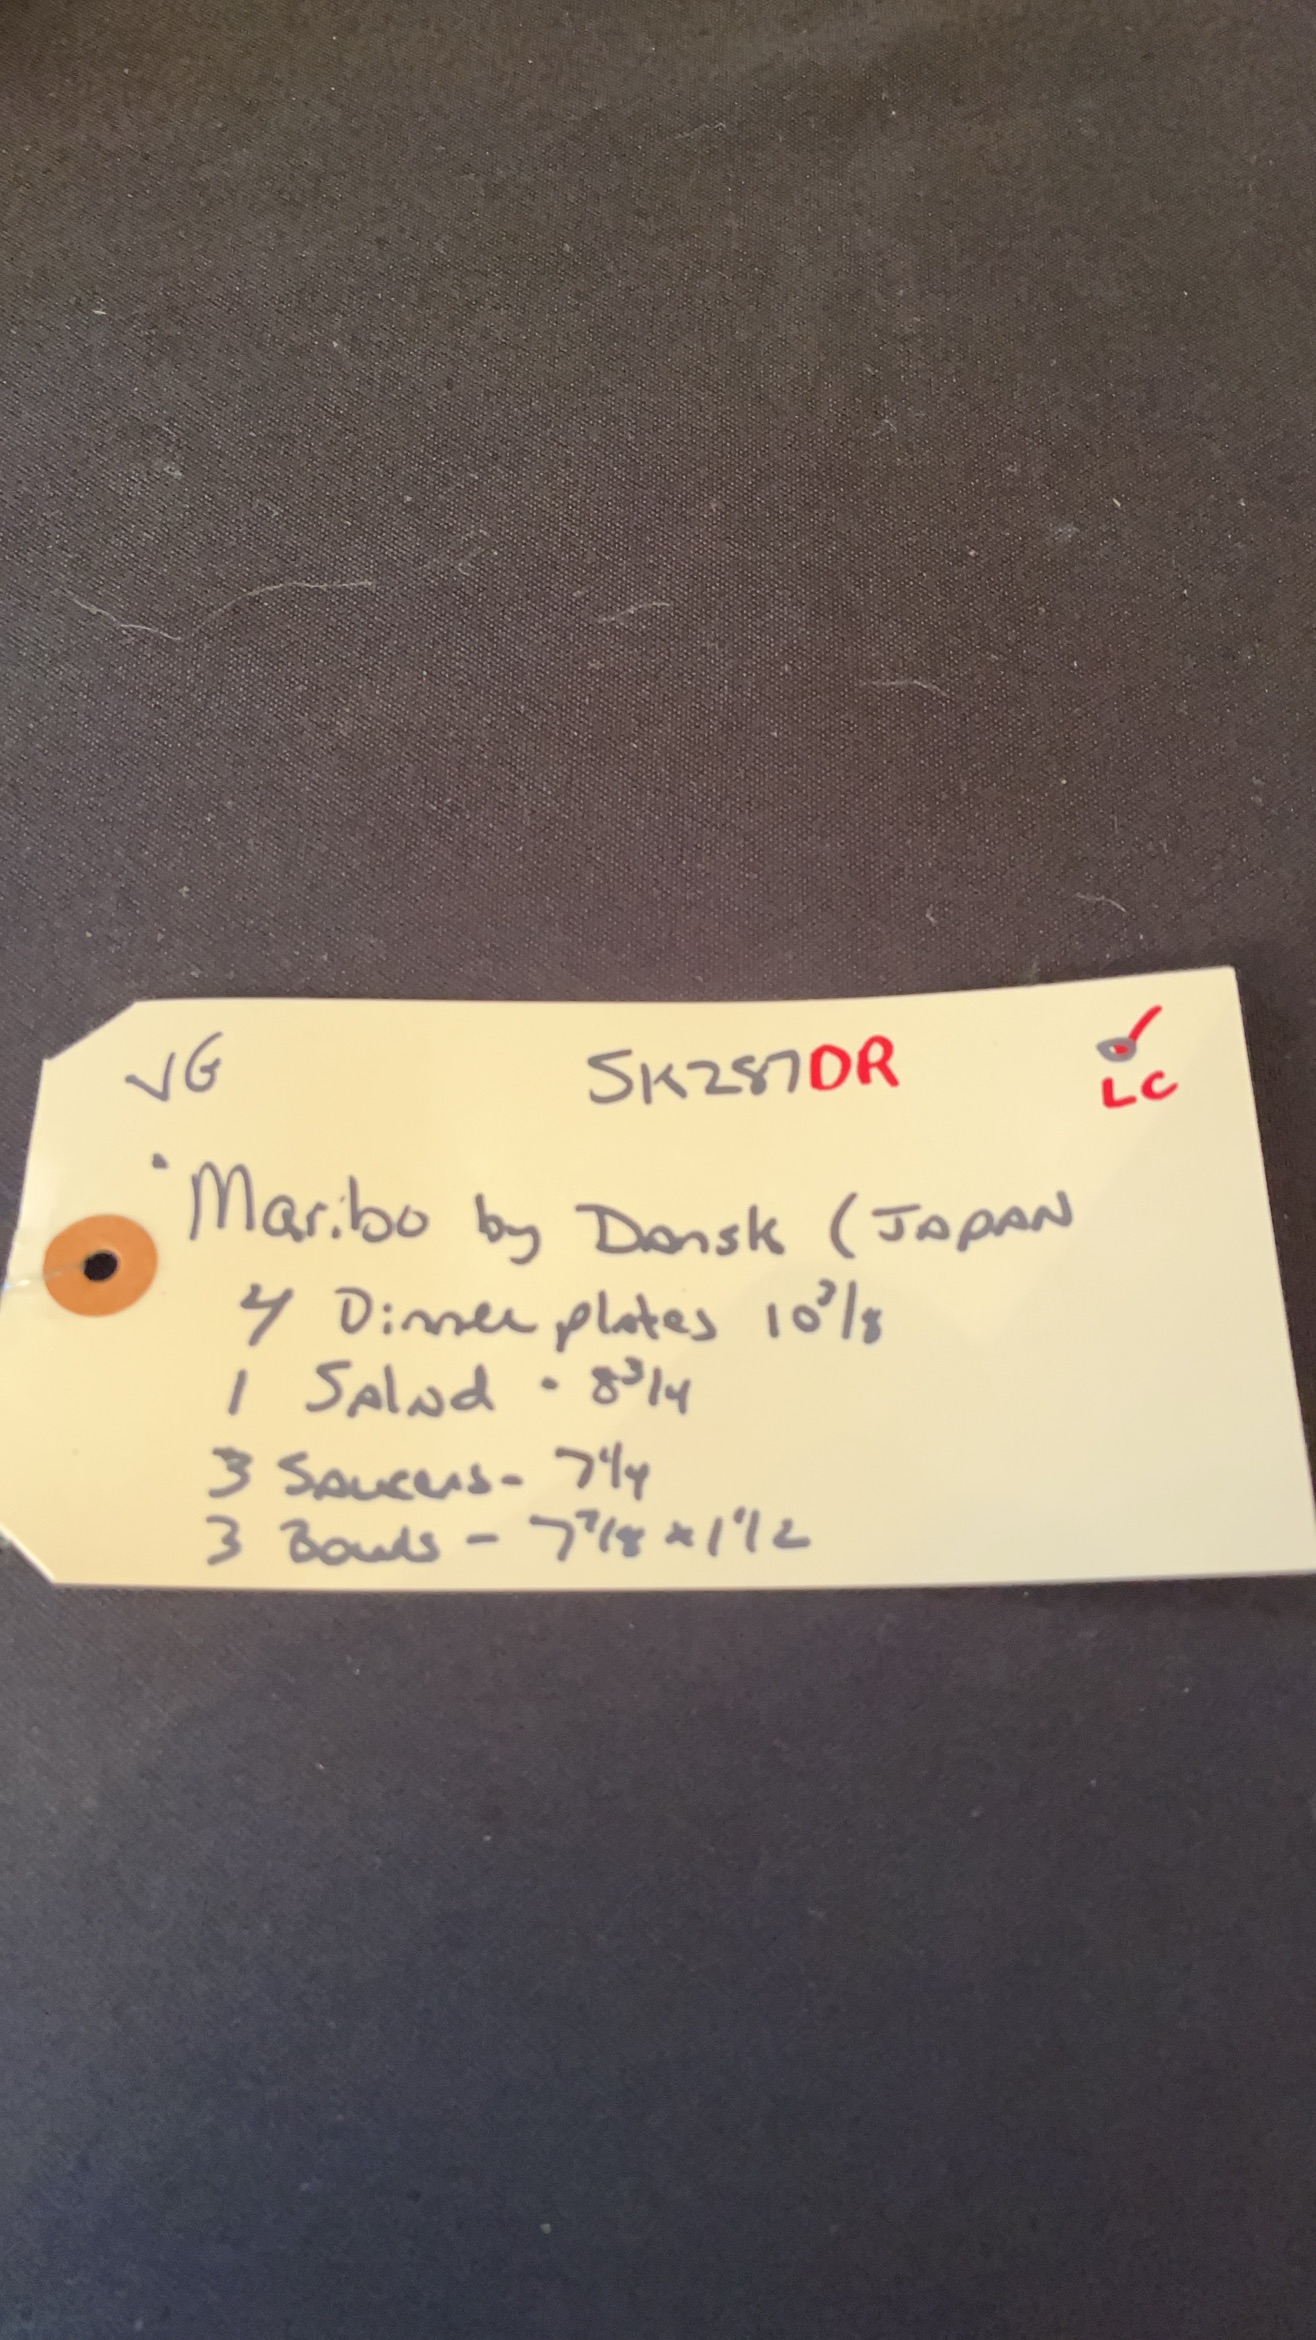 VG SK287DR LC
• Maribo by Dansk (JAPAN
4 Dinner plates 10 7/8
1 Salad - 8 3/4
3 Saucers - 7 1/4
3 Bowls - 7 7/8 x 1 1/2